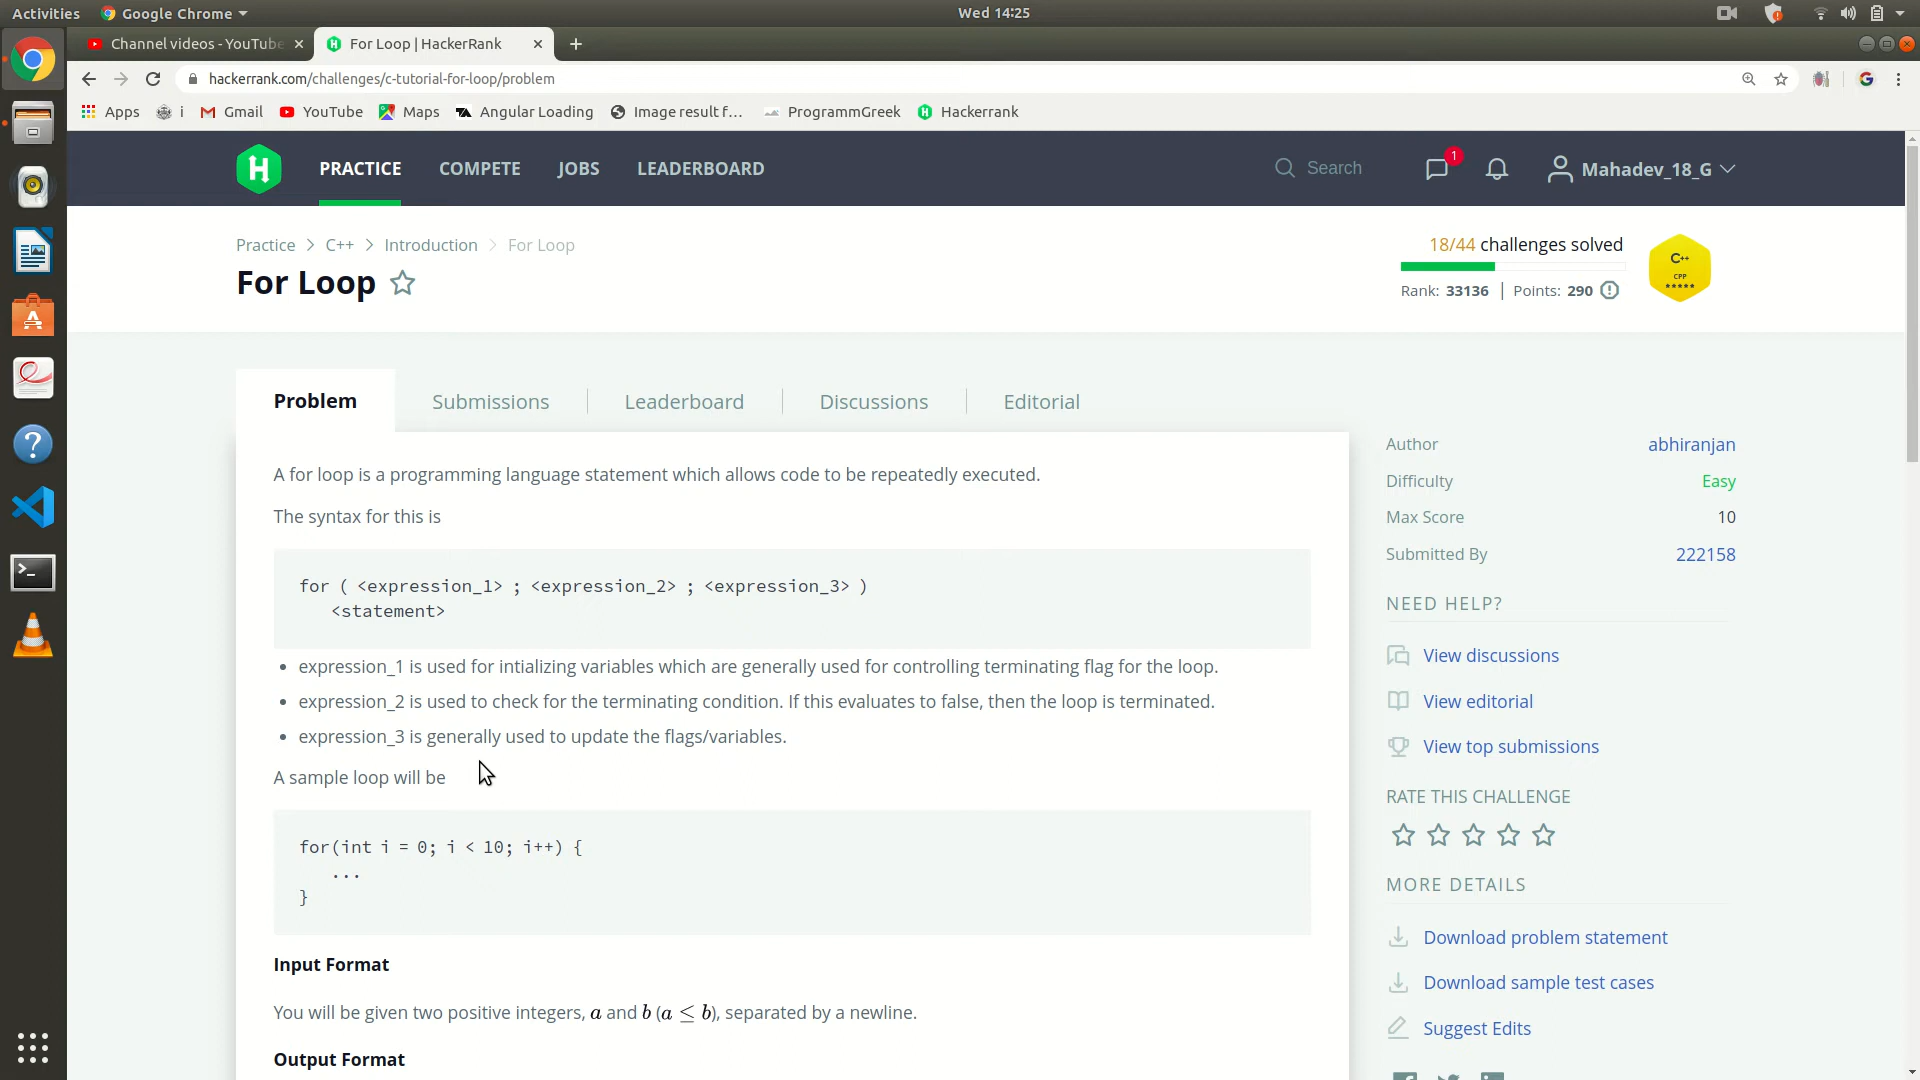 Activities Google Chrome Wed 14:25
Channel videos - YouTube For Loop | HackerRank
hackerrank.com/challenges/c-tutorial-for-loop/problem
Apps i Gmail YouTube Maps Angular Loading Image result f... ProgrammGreek Hackerrank
PRACTICE COMPETE JOBS LEADERBOARD Search 1 Mahadev_18_G
Practice > C++ > Introduction > For Loop
18/44 challenges solved
For Loop
Rank: 33136 | Points: 290
C++
CPP
Problem Submissions Leaderboard Discussions Editorial
A for loop is a programming language statement which allows code to be repeatedly executed.
The syntax for this is
for ( <expression_1> ; <expression_2> ; <expression_3> )
<statement>
• expression_1 is used for intializing variables which are generally used for controlling terminating flag for the loop.
• expression_2 is used to check for the terminating condition. If this evaluates to false, then the loop is terminated.
• expression_3 is generally used to update the flags/variables.
A sample loop will be
for(int i = 0; i < 10; i++) {
...
}
Input Format
You will be given two positive integers, a and b (a ≤ b), separated by a newline.
Output Format
Author abhiranjan
Difficulty Easy
Max Score 10
Submitted By 222158
NEED HELP?
View discussions
View editorial
View top submissions
RATE THIS CHALLENGE
MORE DETAILS
Download problem statement
Download sample test cases
Suggest Edits